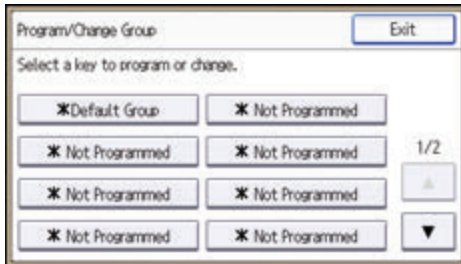 Program/Change Group Exit
Select a key to program or change.
*Default Group * Not Programmed
* Not Programmed * Not Programmed 1/2
* Not Programmed * Not Programmed
▲
* Not Programmed * Not Programmed ▼